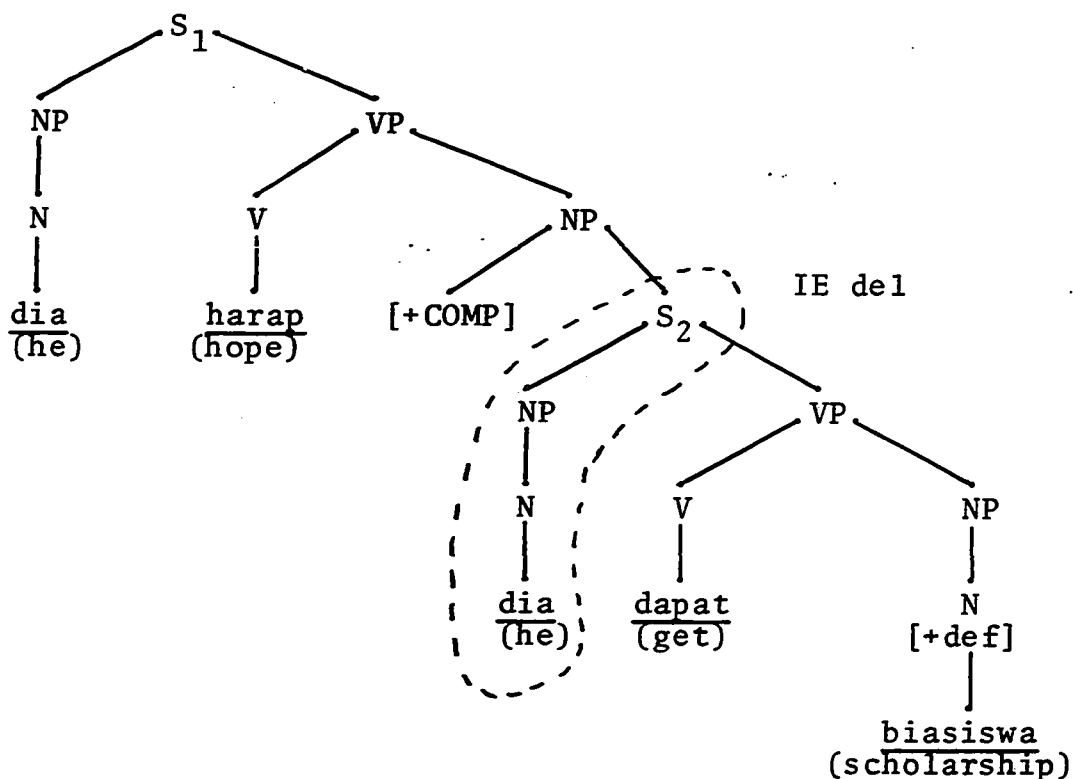 S1
NP VP
N V NP
dia harap [+COMP] S2 IE del
(he) (hope)
NP VP
N V NP
dia dapat N
(he) (get) [+def]
biasiswa
(scholarship)